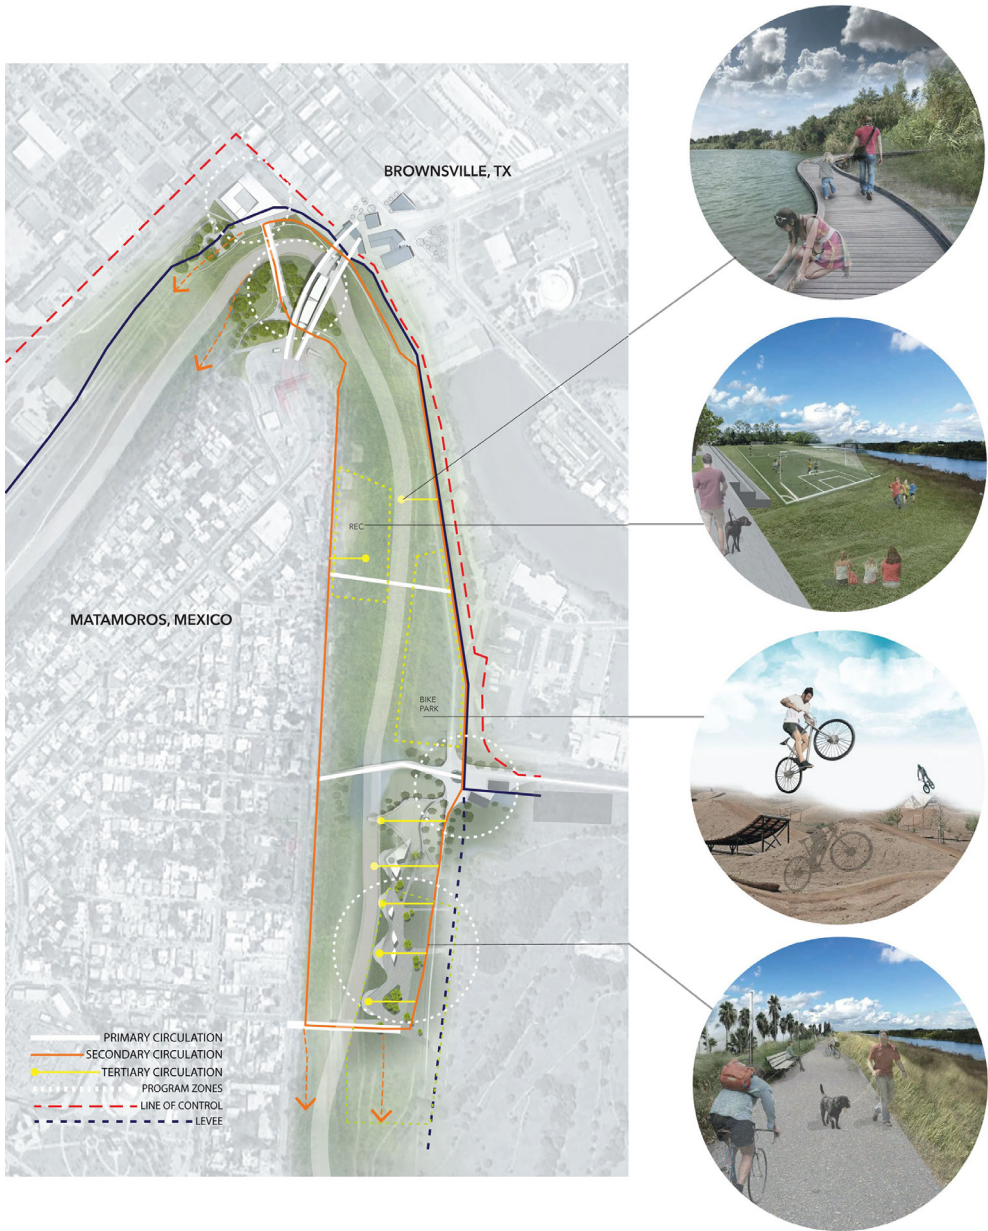 BROWNSVILLE, TX
REC
MATAMOROS, MEXICO
BIKE
PARK
PRIMARY CIRCULATION
SECONDARY CIRCULATION
TERTIARY CIRCULATION
PROGRAM ZONES
LINE OF CONTROL
LEVEE